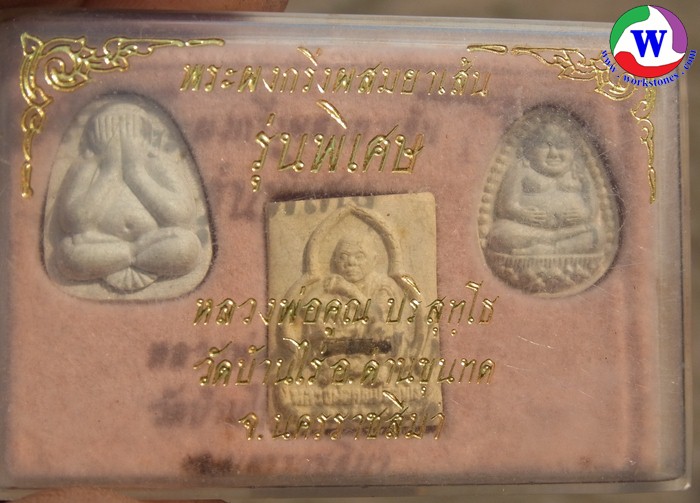 พระผงกริ่งผสมยาเส้น
รุ่นพิเศษ
หลวงพ่อคูณ ปริสุทฺโธ
วัดบ้านไร่ อ.ด่านขุนทด
จ.นครราชสีมา
W
www.workstones.com